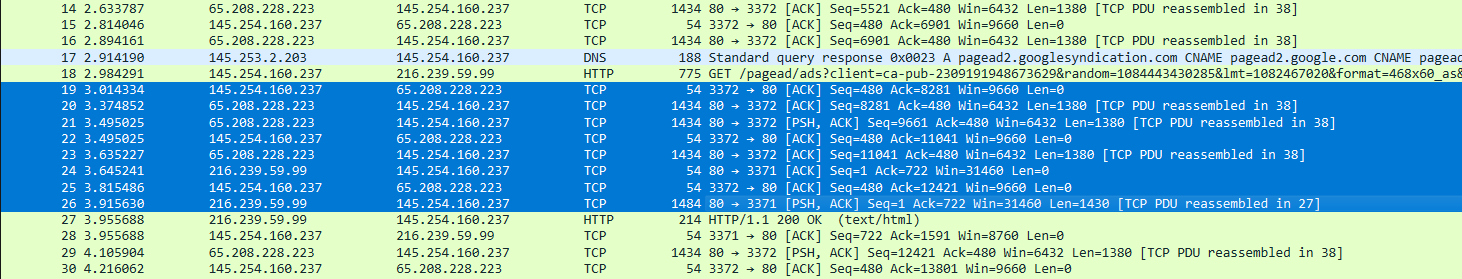 14 2.633787 65.208.228.223 145.254.160.237 TCP 1434 80 → 3372 [ACK] Seq=5521 Ack=480 Win=6432 Len=1380 [TCP PDU reassembled in 38]
15 2.814046 145.254.160.237 65.208.228.223 TCP 54 3372 → 80 [ACK] Seq=480 Ack=6901 Win=9660 Len=0
16 2.894161 65.208.228.223 145.254.160.237 TCP 1434 80 → 3372 [ACK] Seq=6901 Ack=480 Win=6432 Len=1380 [TCP PDU reassembled in 38]
17 2.914190 145.253.2.203 145.254.160.237 DNS 188 Standard query response 0x0023 A pagead2.googlesyndication.com CNAME pagead2.google.com CNAME pagead
18 2.984291 145.254.160.237 216.239.59.99 HTTP 775 GET /pagead/ads?client=ca-pub-2309191948673629&random=1084443430285&lmt=1082467020&format=468x60_as&
19 3.014334 145.254.160.237 65.208.228.223 TCP 54 3372 → 80 [ACK] Seq=480 Ack=8281 Win=9660 Len=0
20 3.374852 65.208.228.223 145.254.160.237 TCP 1434 80 → 3372 [ACK] Seq=8281 Ack=480 Win=6432 Len=1380 [TCP PDU reassembled in 38]
21 3.495025 65.208.228.223 145.254.160.237 TCP 1434 80 → 3372 [PSH, ACK] Seq=9661 Ack=480 Win=6432 Len=1380 [TCP PDU reassembled in 38]
22 3.495025 145.254.160.237 65.208.228.223 TCP 54 3372 → 80 [ACK] Seq=480 Ack=11041 Win=9660 Len=0
23 3.635227 65.208.228.223 145.254.160.237 TCP 1434 80 → 3372 [ACK] Seq=11041 Ack=480 Win=6432 Len=1380 [TCP PDU reassembled in 38]
24 3.645241 216.239.59.99 145.254.160.237 TCP 54 80 → 3371 [ACK] Seq=1 Ack=722 Win=31460 Len=0
25 3.815486 145.254.160.237 65.208.228.223 TCP 54 3372 → 80 [ACK] Seq=480 Ack=12421 Win=9660 Len=0
26 3.915630 216.239.59.99 145.254.160.237 TCP 1484 80 → 3371 [PSH, ACK] Seq=1 Ack=722 Win=31460 Len=1430 [TCP PDU reassembled in 27]
27 3.955688 216.239.59.99 145.254.160.237 HTTP 214 HTTP/1.1 200 OK (text/html)
28 3.955688 145.254.160.237 216.239.59.99 TCP 54 3371 → 80 [ACK] Seq=722 Ack=1591 Win=8760 Len=0
29 4.105904 65.208.228.223 145.254.160.237 TCP 1434 80 → 3372 [PSH, ACK] Seq=12421 Ack=480 Win=6432 Len=1380 [TCP PDU reassembled in 38]
30 4.216062 145.254.160.237 65.208.228.223 TCP 54 3372 → 80 [ACK] Seq=480 Ack=13801 Win=9660 Len=0